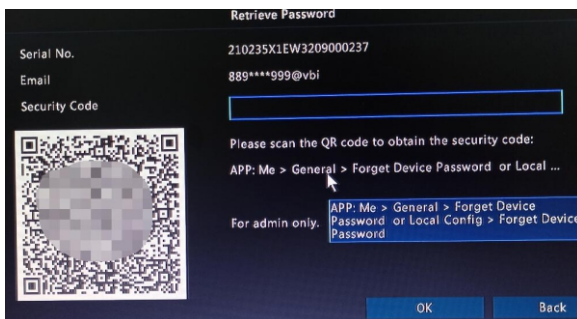 Retrieve Password
Serial No. 210235X1EW3209000237
Email 889****999@vbi
Security Code
Please scan the QR code to obtain the security code:
APP: Me > General > Forget Device Password or Local ...
For admin only.
APP: Me > General > Forget Device
Password or Local Config > Forget Device
Password
OK Back